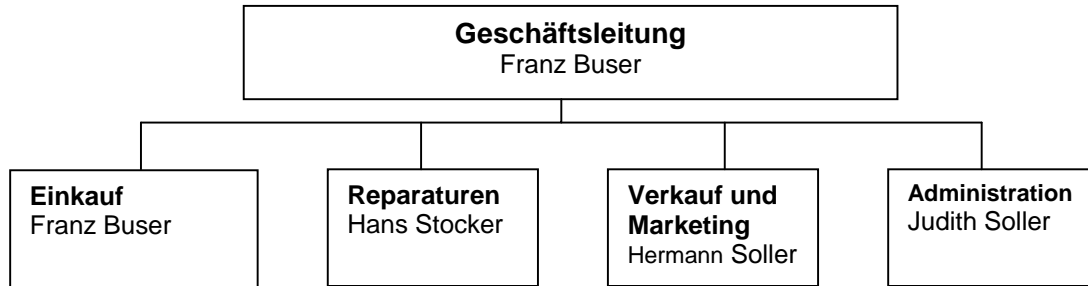 Geschäftsleitung
Franz Buser
Einkauf
Franz Buser
Reparaturen
Hans Stocker
Verkauf und
Marketing
Hermann Soller
Administration
Judith Soller